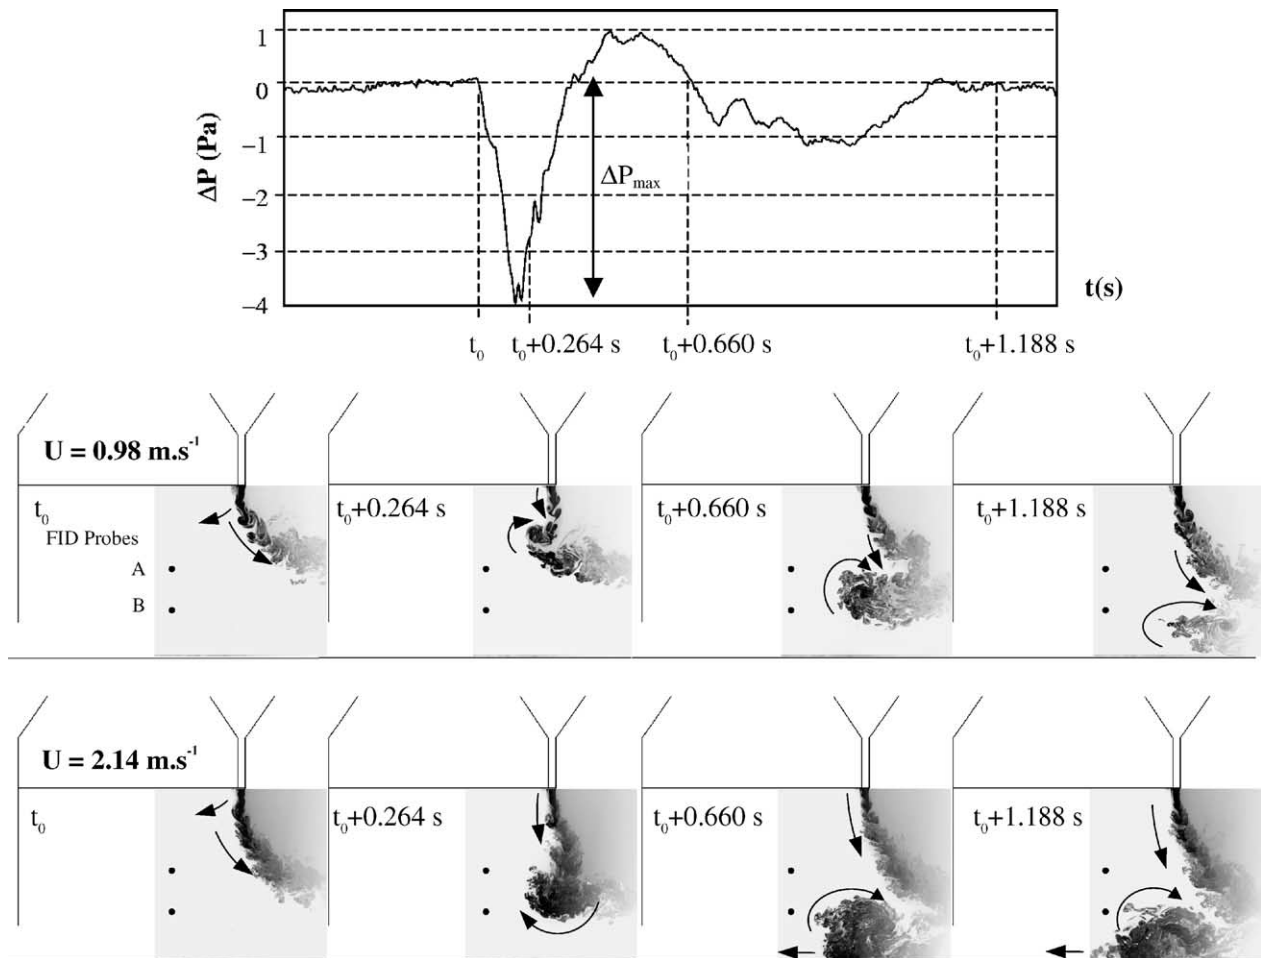 1
0
−1
−2
−3
−4
ΔP (Pa)
ΔPmax
t(s)
t0 t0+0.264 s t0+0.660 s t0+1.188 s
U = 0.98 m.s-1
t0 t0+0.264 s t0+0.660 s t0+1.188 s
FID Probes
A
B
U = 2.14 m.s-1
t0 t0+0.264 s t0+0.660 s t0+1.188 s